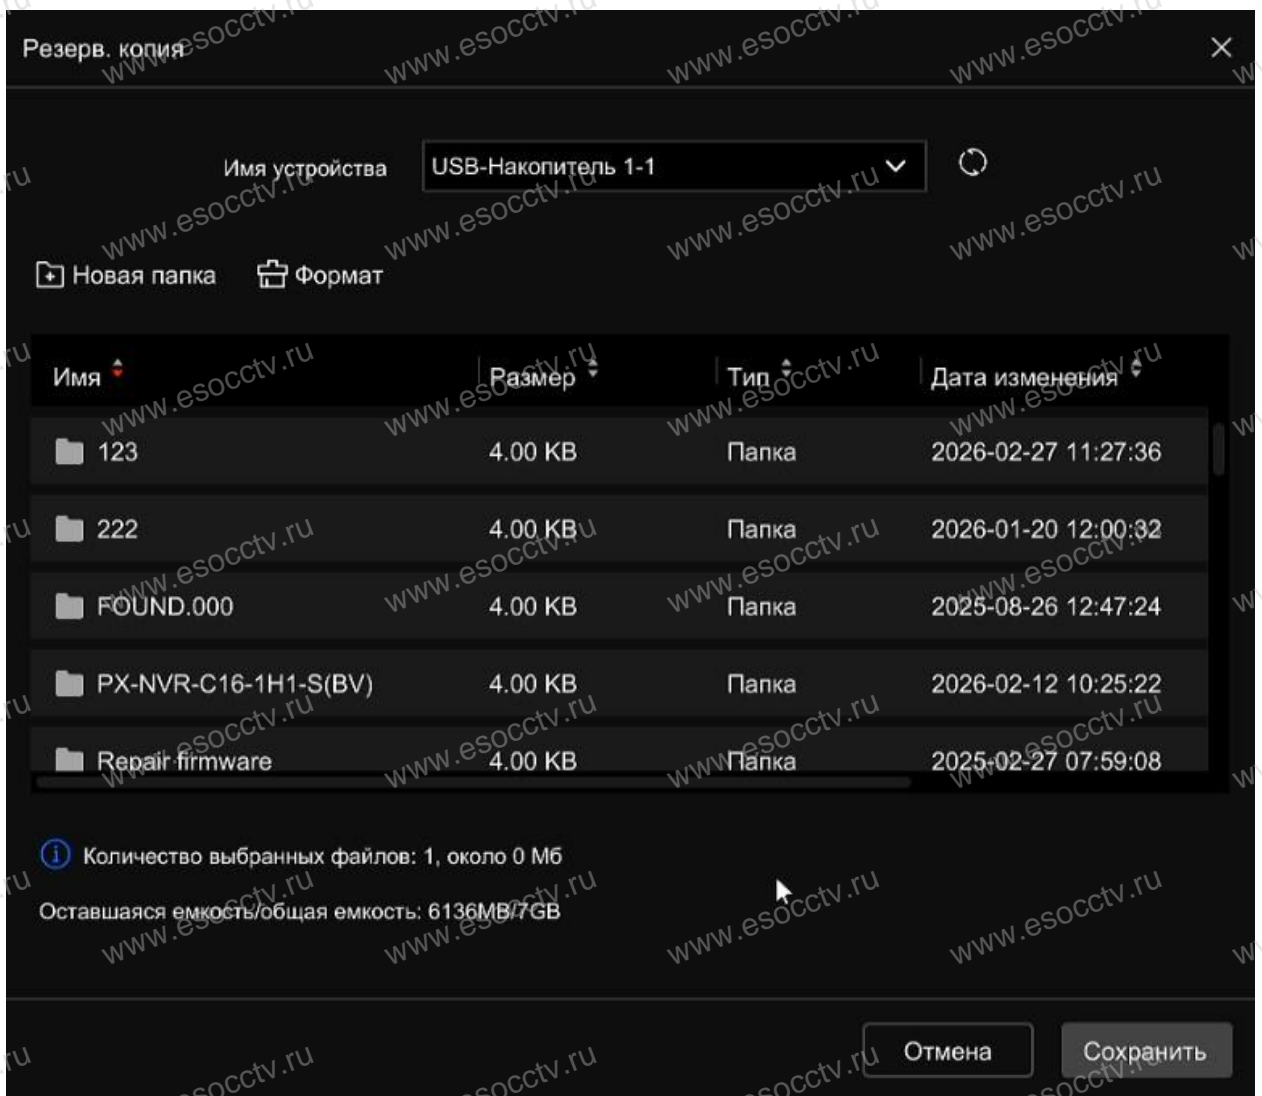 Резерв. копия
Имя устройства USB-Накопитель 1-1
Новая папка Формат
Имя Размер Тип Дата изменения
123 4.00 KB Папка 2026-02-27 11:27:36
222 4.00 KB Папка 2026-01-20 12:00:32
FOUND.000 4.00 KB Папка 2025-08-26 12:47:24
PX-NVR-C16-1H1-S(BV) 4.00 KB Папка 2026-02-12 10:25:22
Repair firmware 4.00 KB Папка 2025-02-27 07:59:08
Количество выбранных файлов: 1, около 0 Мб
Оставшаяся емкость/общая емкость: 6136MB/7GB
Отмена Сохранить
www.esocctv.ru